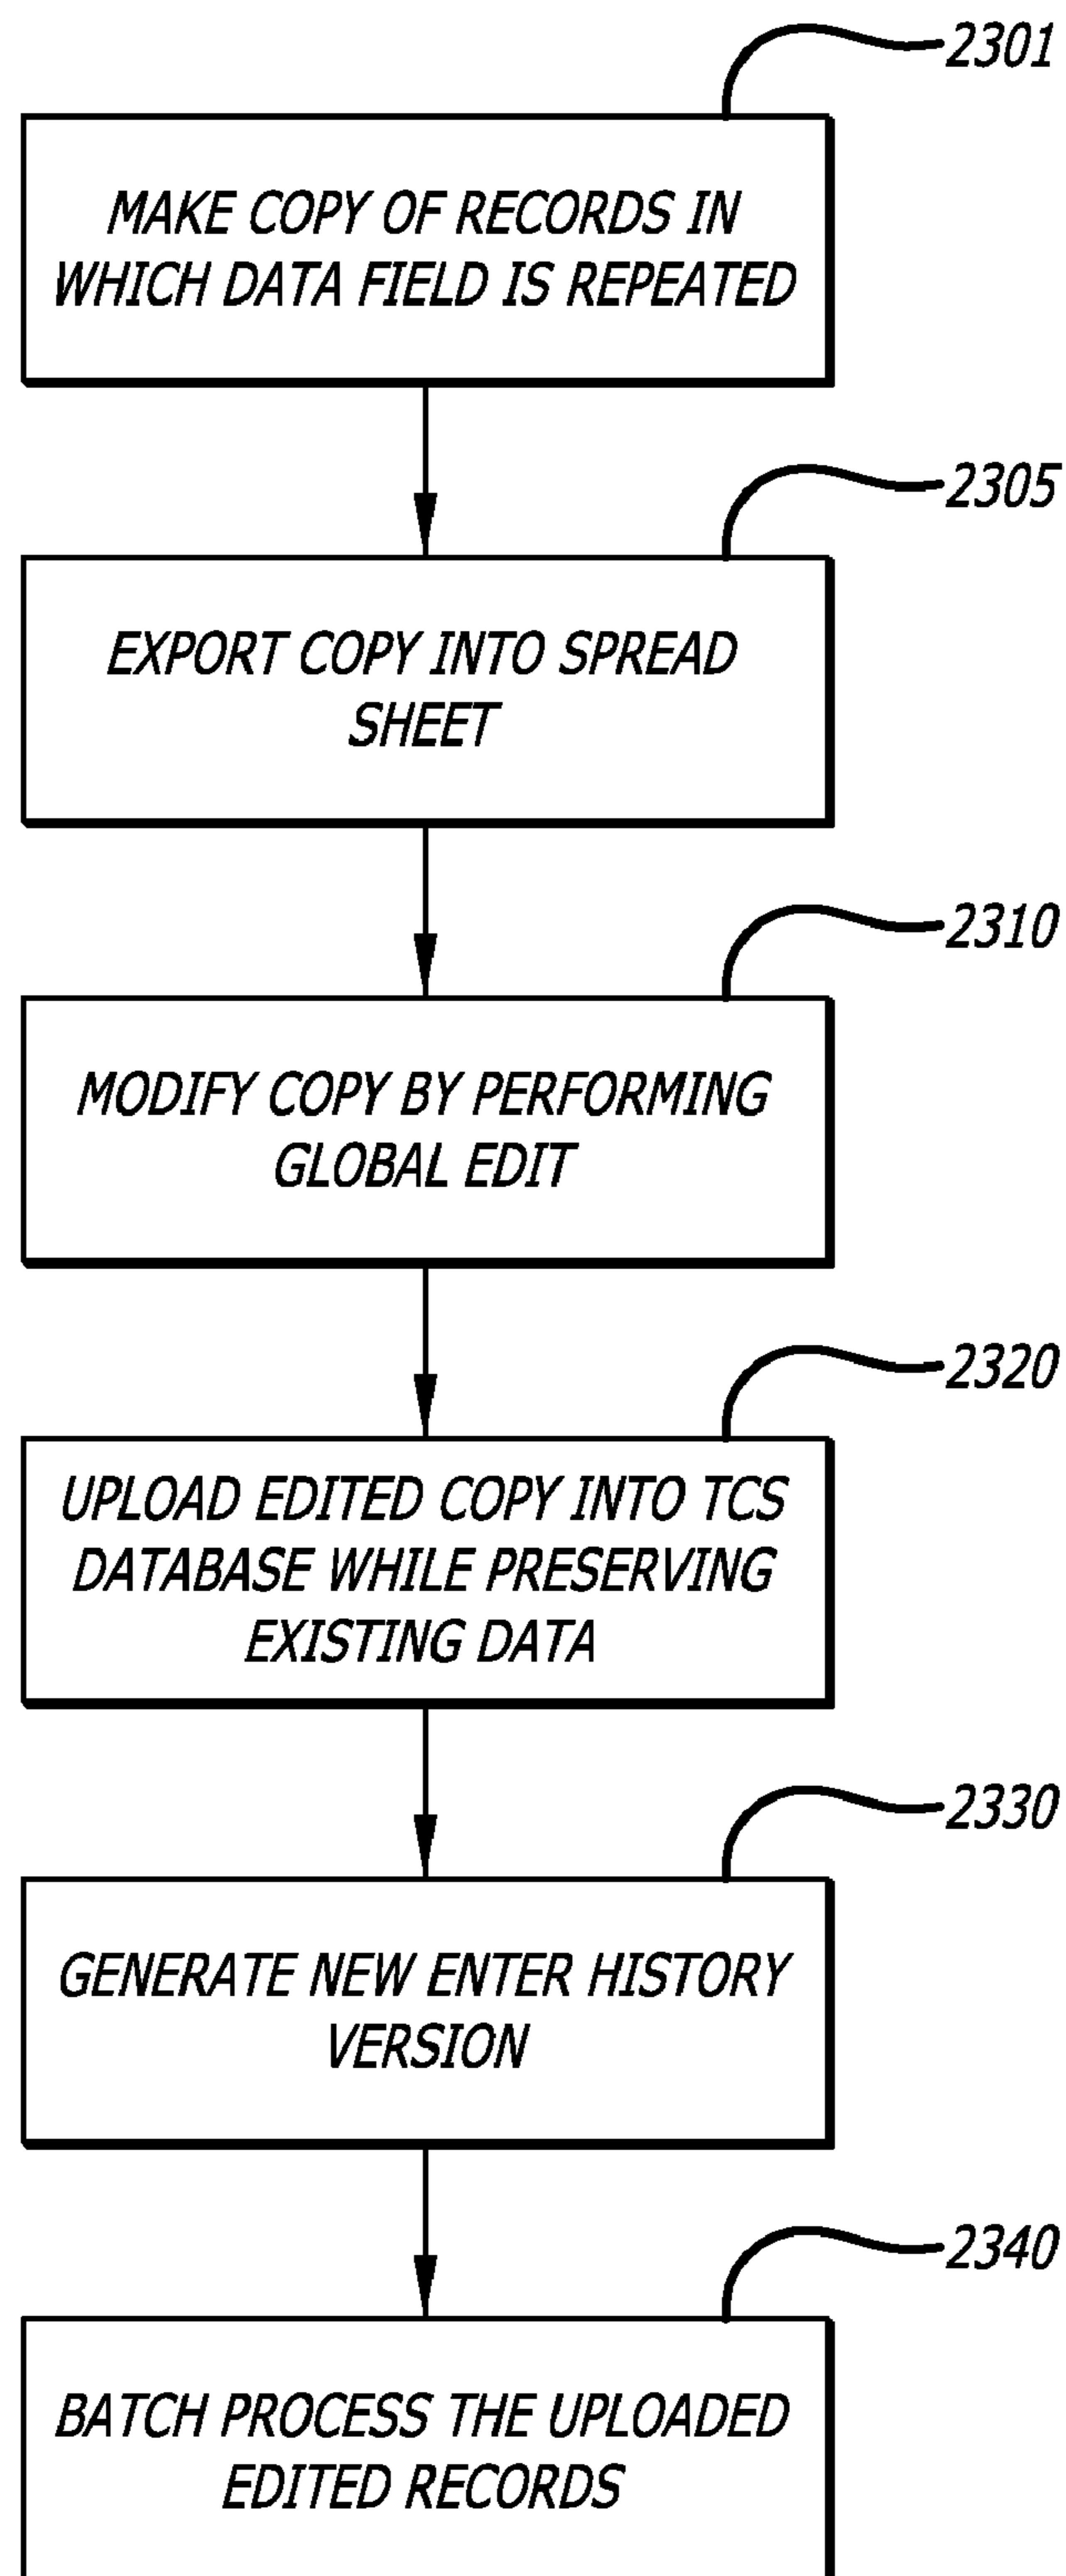 2301
MAKE COPY OF RECORDS IN
WHICH DATA FIELD IS REPEATED
2305
EXPORT COPY INTO SPREAD
SHEET
2310
MODIFY COPY BY PERFORMING
GLOBAL EDIT
2320
UPLOAD EDITED COPY INTO TCS
DATABASE WHILE PRESERVING
EXISTING DATA
2330
GENERATE NEW ENTER HISTORY
VERSION
2340
BATCH PROCESS THE UPLOADED
EDITED RECORDS